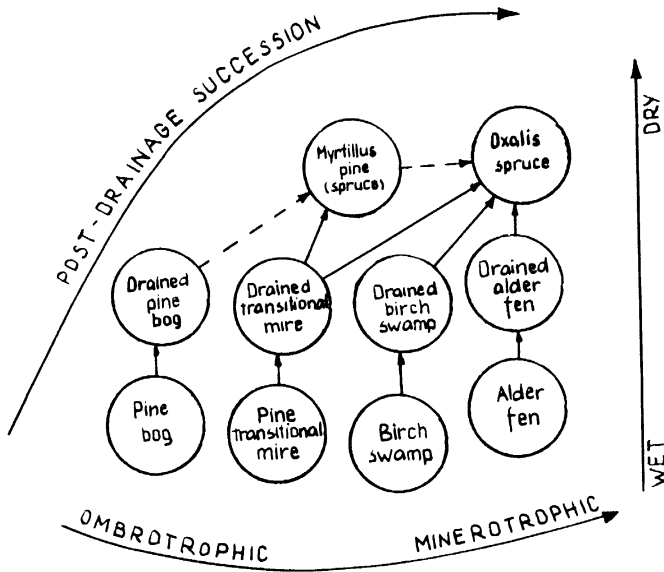 POST-DRAINAGE SUCCESSION
DRY
WET
Myrtillus
pine
(spruce)
Oxalis
spruce
Drained
pine
bog
Drained
transitional
mire
Drained
birch
swamp
Drained
alder
fen
Pine
bog
Pine
transitional
mire
Birch
swamp
Alder
fen
OMBROTROPHIC
MINEROTROPHIC